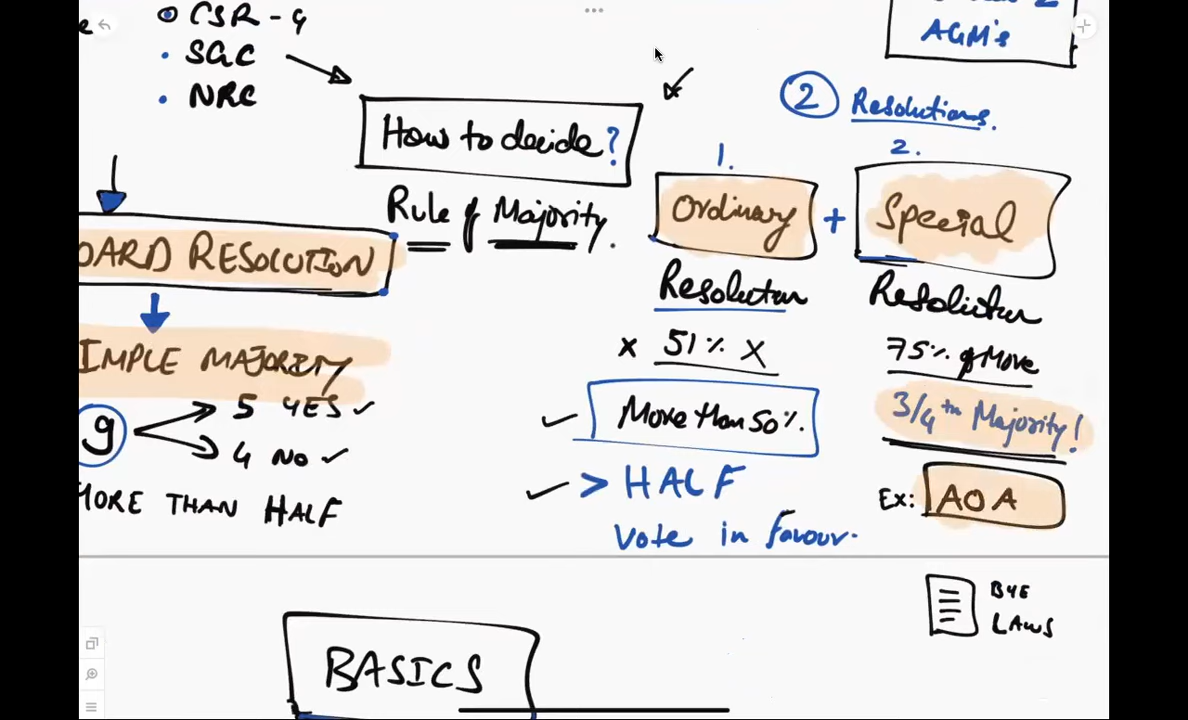 CSR - 9
SGC
NRC
AGM's
2 Resolutions.
How to decide?
Rule of Majority.
1.
Ordinary
Resolution
+
2.
Special
Resolution
× 51% X
More than 50%.
> HALF
Vote in favour.
75% of More
3/4th Majority!
Ex: AOA
BYE
LAWS
OARD RESOLUTION
IMPLE MAJORITY
9
5 YES ✓
4 NO ✓
MORE THAN HALF
BASICS